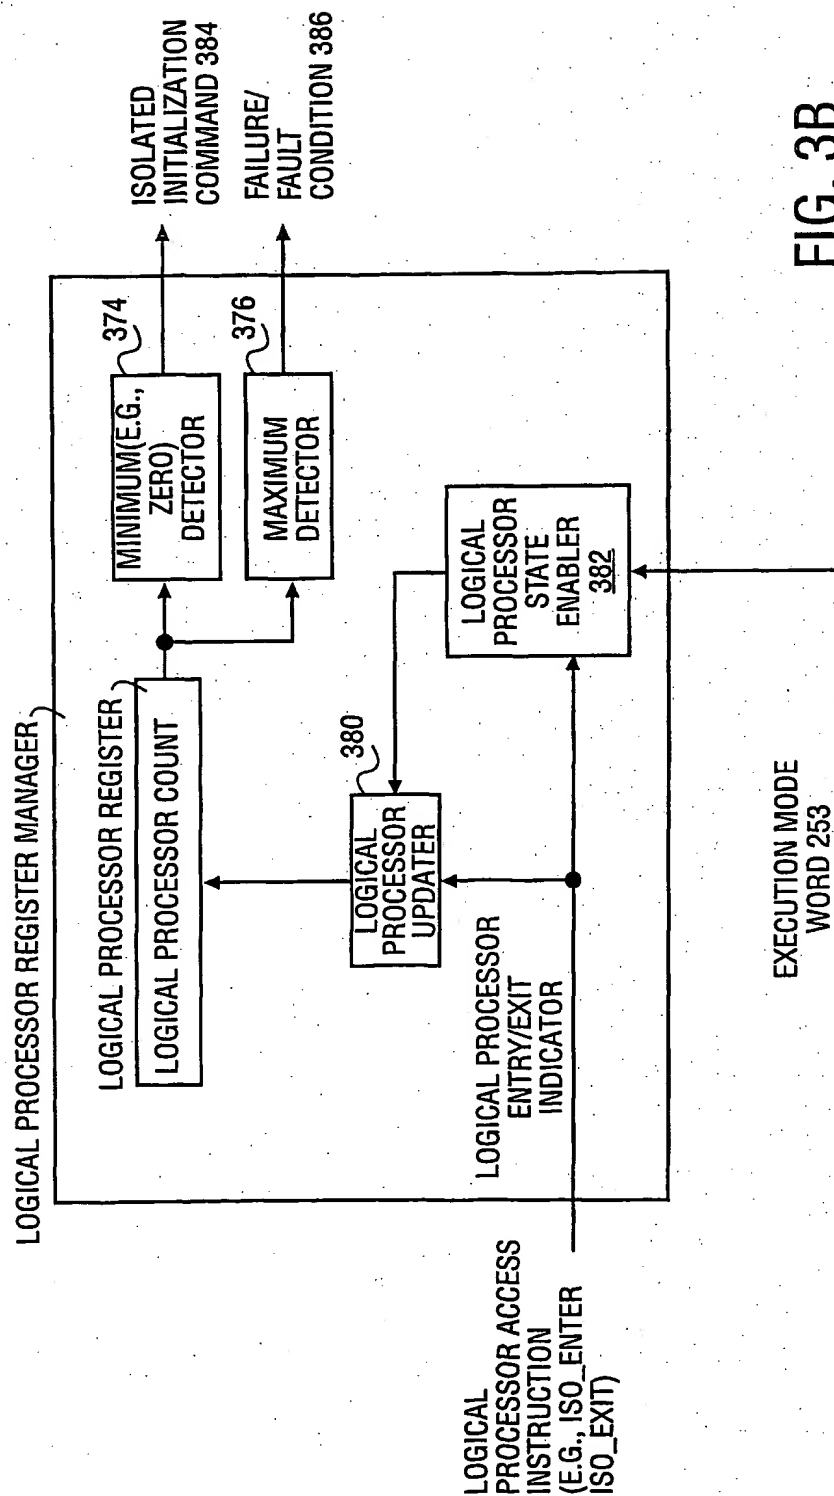 LOGICAL PROCESSOR REGISTER MANAGER
LOGICAL PROCESSOR REGISTER
LOGICAL PROCESSOR COUNT
374
MINIMUM(E.G.,
ZERO)
DETECTOR
ISOLATED
INITIALIZATION
COMMAND 384
376
MAXIMUM
DETECTOR
FAILURE/
FAULT
CONDITION 386
380
LOGICAL
PROCESSOR
UPDATER
LOGICAL
PROCESSOR
STATE
ENABLER
382
LOGICAL PROCESSOR
ENTRY/EXIT
INDICATOR
LOGICAL
PROCESSOR ACCESS
INSTRUCTION
(E.G., ISO_ENTER
ISO_EXIT)
EXECUTION MODE
WORD 253
FIG. 3B